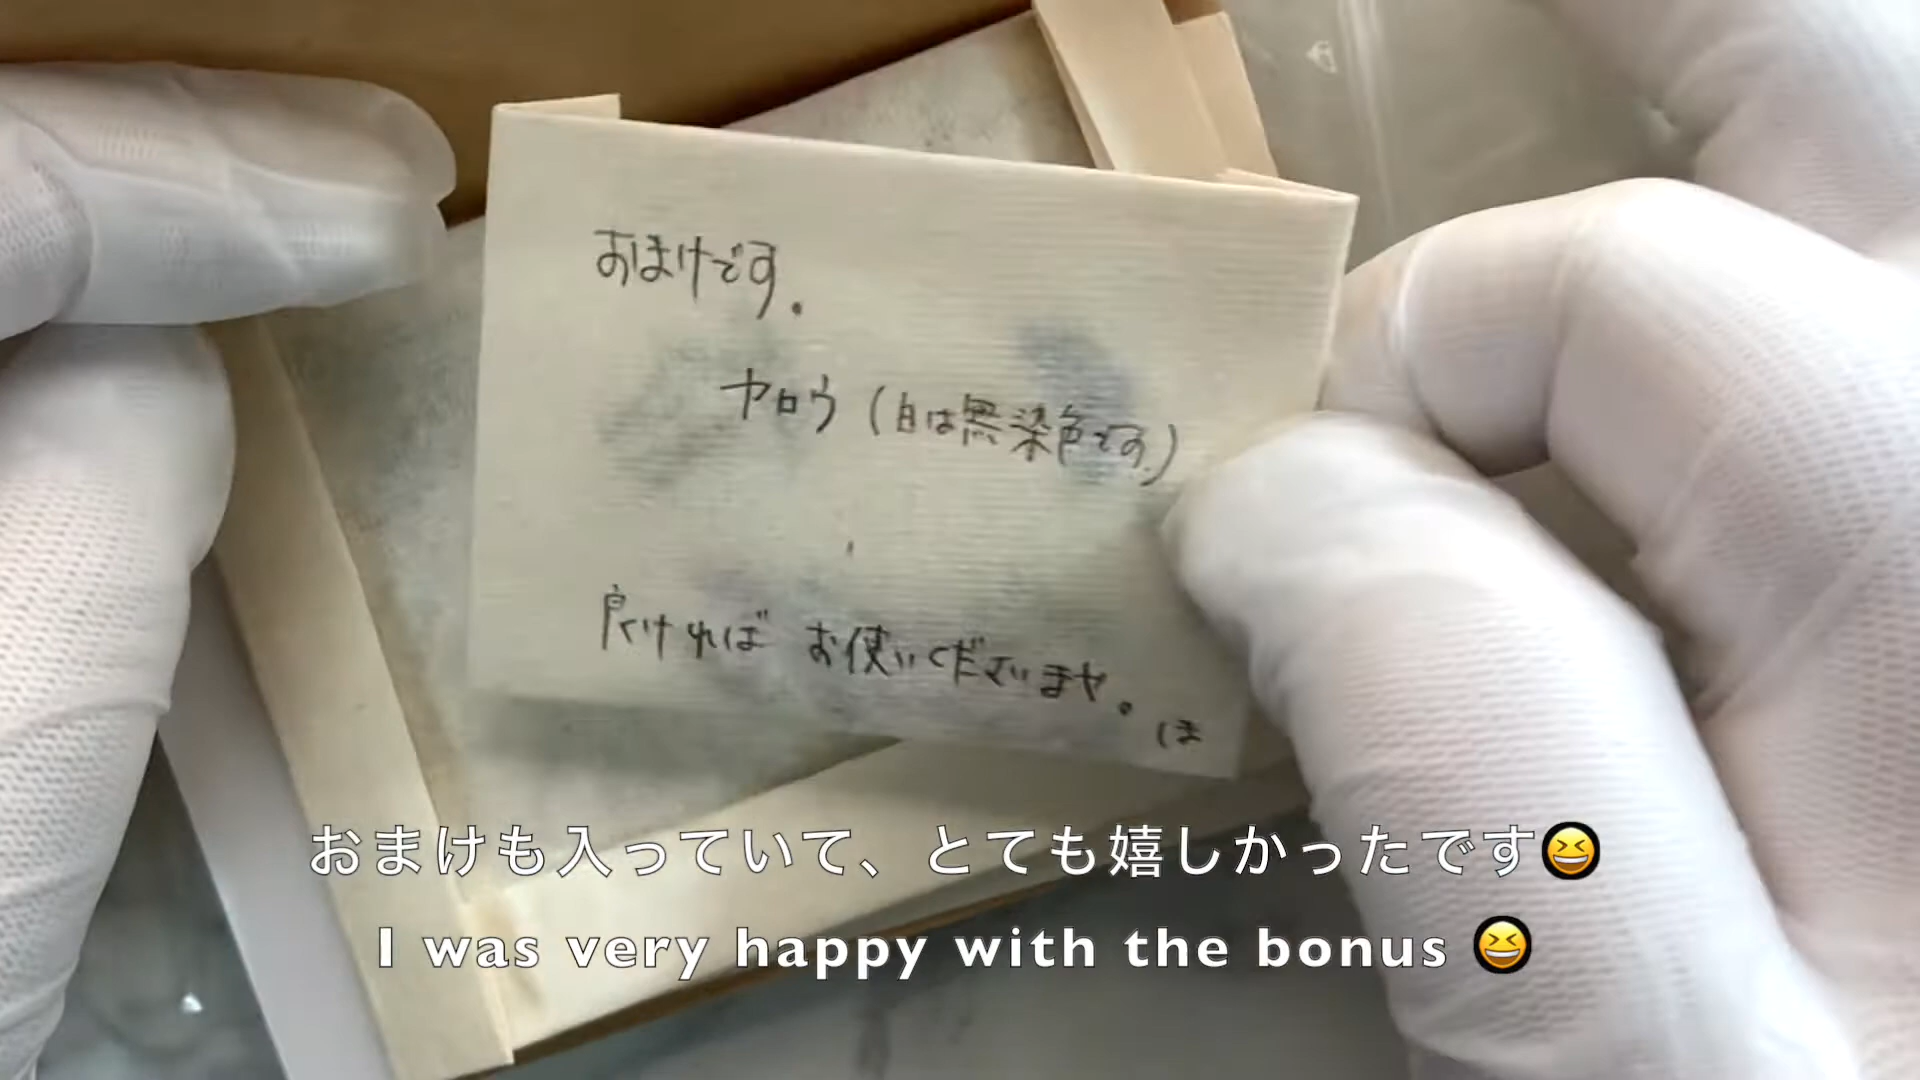 おまけです。
ヤロウ(白は無染色です)
良ければ お使いくださいませ。
ほ
おまけも入っていて、とても嬉しかったです😆
I was very happy with the bonus 😆